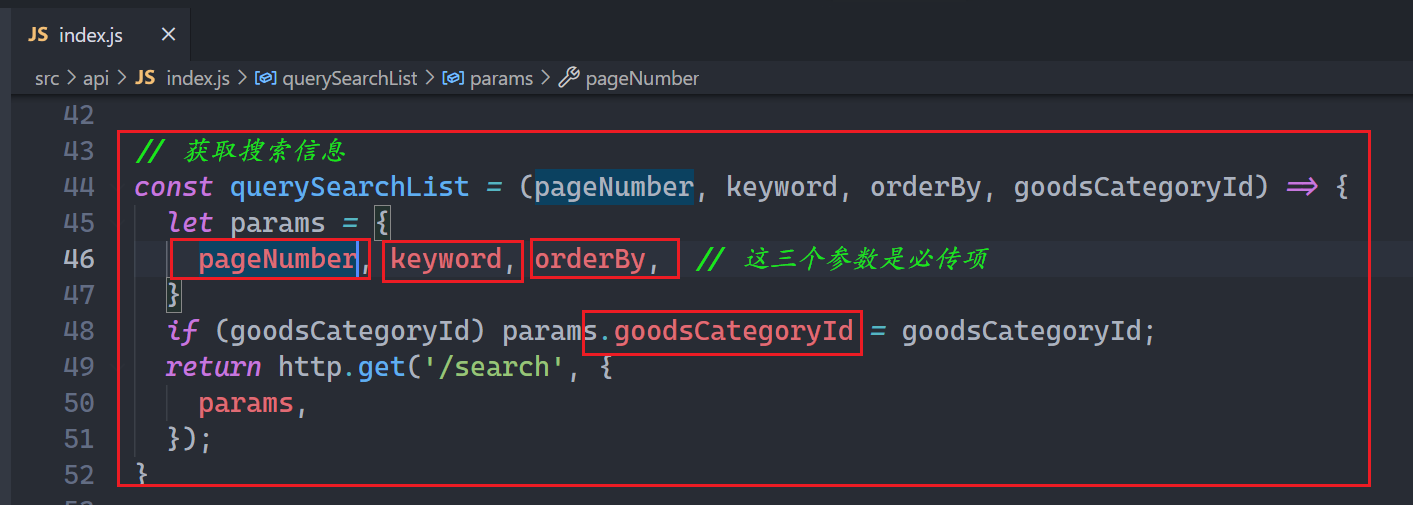 JS index.js ×
src > api > JS index.js > querySearchList > params > pageNumber
42
43 // 获取搜索信息
44 const querySearchList = (pageNumber, keyword, orderBy, goodsCategoryId) => {
45 let params = {
46 pageNumber, keyword, orderBy, // 这三个参数是必传项
47 }
48 if (goodsCategoryId) params.goodsCategoryId = goodsCategoryId;
49 return http.get('/search', {
50 params,
51 });
52 }